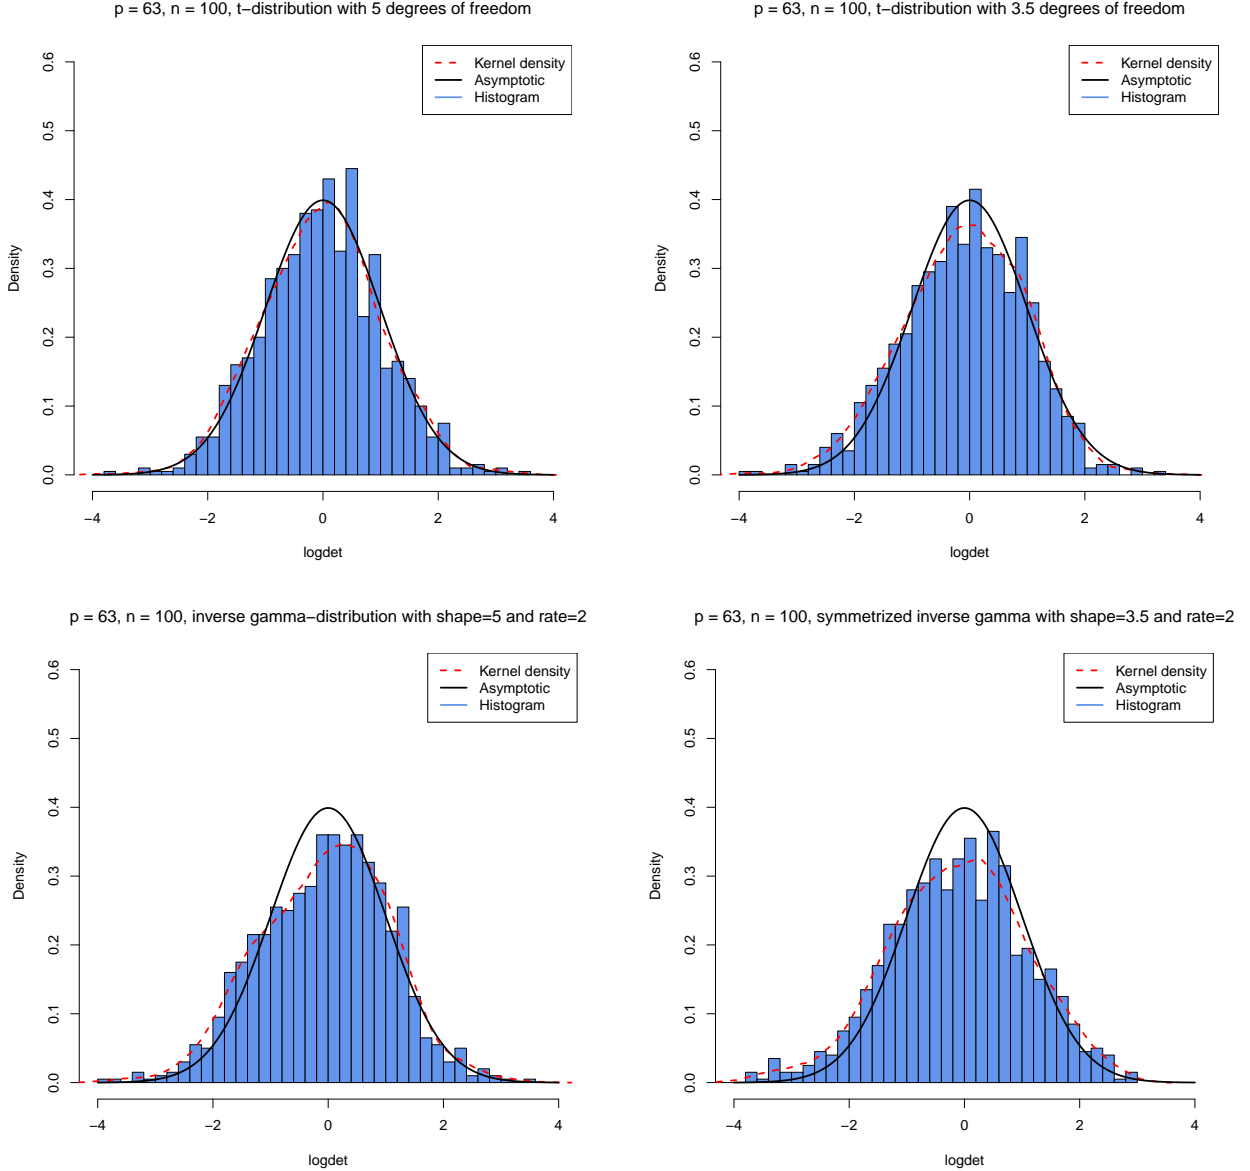 p = 63, n = 100, t−distribution with 5 degrees of freedom
Kernel density
Asymptotic
Histogram
Density
0.0
0.1
0.2
0.3
0.4
0.5
0.6
−4
−2
0
2
4
logdet
p = 63, n = 100, t−distribution with 3.5 degrees of freedom
Kernel density
Asymptotic
Histogram
Density
0.0
0.1
0.2
0.3
0.4
0.5
0.6
−4
−2
0
2
4
logdet
p = 63, n = 100, inverse gamma−distribution with shape=5 and rate=2
Kernel density
Asymptotic
Histogram
Density
0.0
0.1
0.2
0.3
0.4
0.5
0.6
−4
−2
0
2
4
logdet
p = 63, n = 100, symmetrized inverse gamma with shape=3.5 and rate=2
Kernel density
Asymptotic
Histogram
Density
0.0
0.1
0.2
0.3
0.4
0.5
0.6
−4
−2
0
2
4
logdet